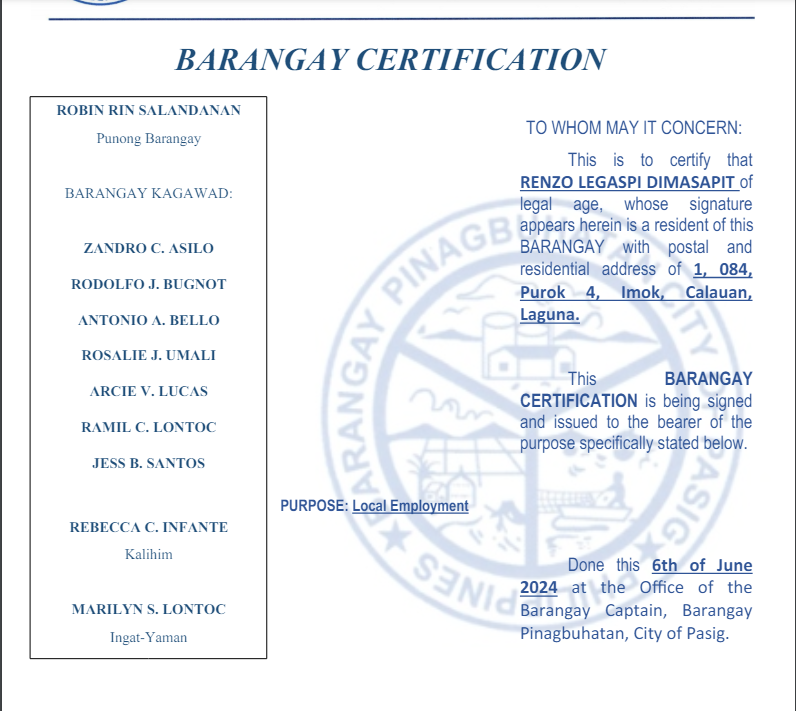 BARANGAY CERTIFICATION
ROBIN RIN SALANDANAN
Punong Barangay
BARANGAY KAGAWAD:
ZANDRO C. ASILO
RODOLFO J. BUGNOT
ANTONIO A. BELLO
ROSALIE J. UMALI
ARCIE V. LUCAS
RAMIL C. LONTOC
JESS B. SANTOS
REBECCA C. INFANTE
Kalihim
MARILYN S. LONTOC
Ingat-Yaman
TO WHOM MAY IT CONCERN:
This is to certify that
RENZO LEGASPI DIMASAPIT of
legal age, whose signature
appears herein is a resident of this
BARANGAY with postal and
residential address of 1, 084,
Purok 4, Imok, Calauan,
Laguna.
This BARANGAY
CERTIFICATION is being signed
and issued to the bearer of the
purpose specifically stated below.
PURPOSE: Local Employment
Done this 6th of June
2024 at the Office of the
Barangay Captain, Barangay
Pinagbuhatan, City of Pasig.
BARANGAY PINAGBUHATAN CITY OF PASIG
PHILIPPINES